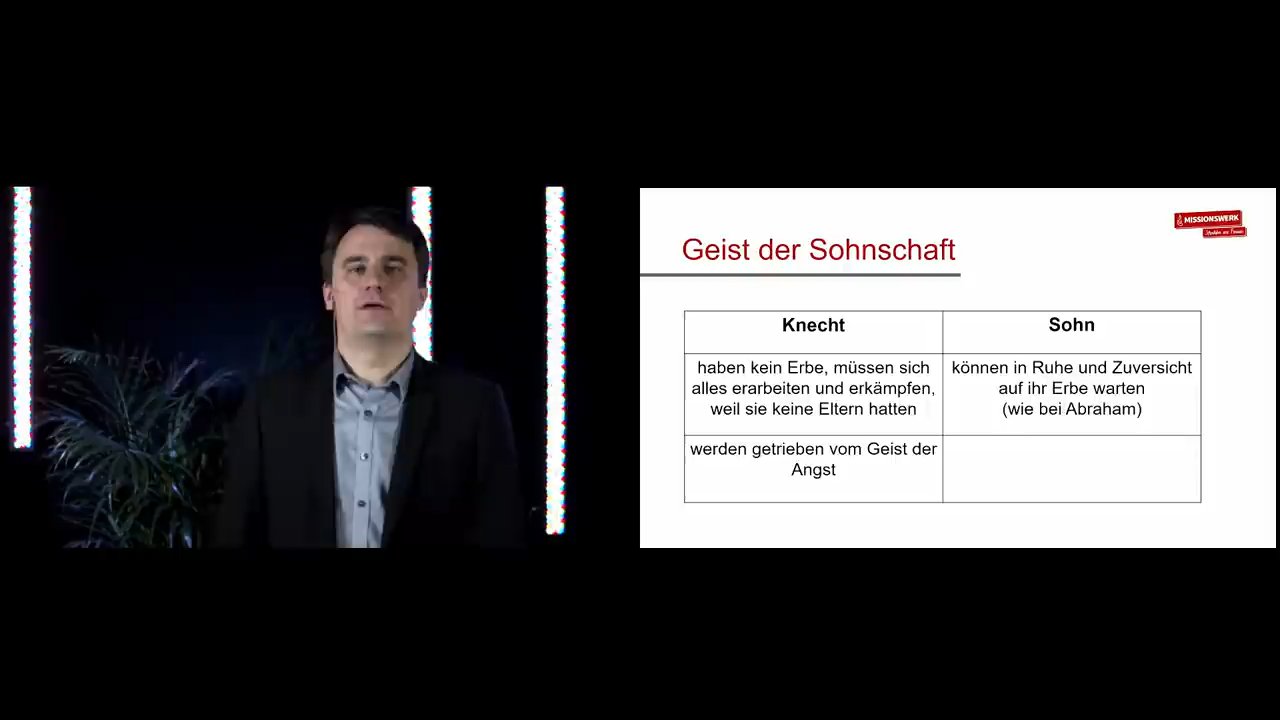 MISSIONSWERK
Geist der Sohnschaft
Knecht
Sohn
haben kein Erbe, müssen sich
alles erarbeiten und erkämpfen,
weil sie keine Eltern hatten
können in Ruhe und Zuversicht
auf ihr Erbe warten
(wie bei Abraham)
werden getrieben vom Geist der
Angst